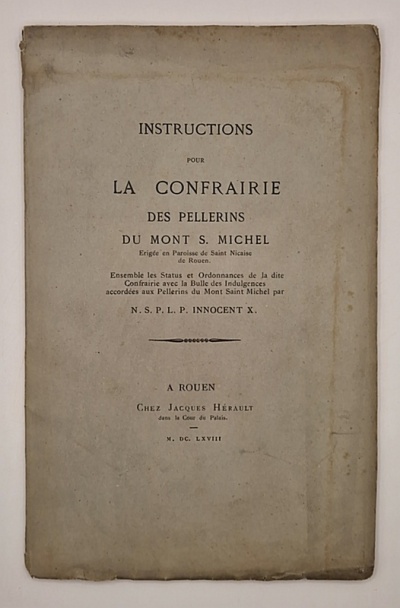 INSTRUCTIONS
POUR
LA CONFRAIRIE
DES PELLERINS
DU MONT S. MICHEL
Erigée en Paroisse de Saint Nicaise
de Rouen.
Ensemble les Status et Ordonnances de la dite
Confrairie avec la Bulle des Indulgences
accordées aux Pellerins du Mont Saint Michel par
N. S. P. L. P. INNOCENT X.
A ROUEN
CHEZ JACQUES HÉRAULT
dans la Cour du Palais.
M. DC. LXVIII